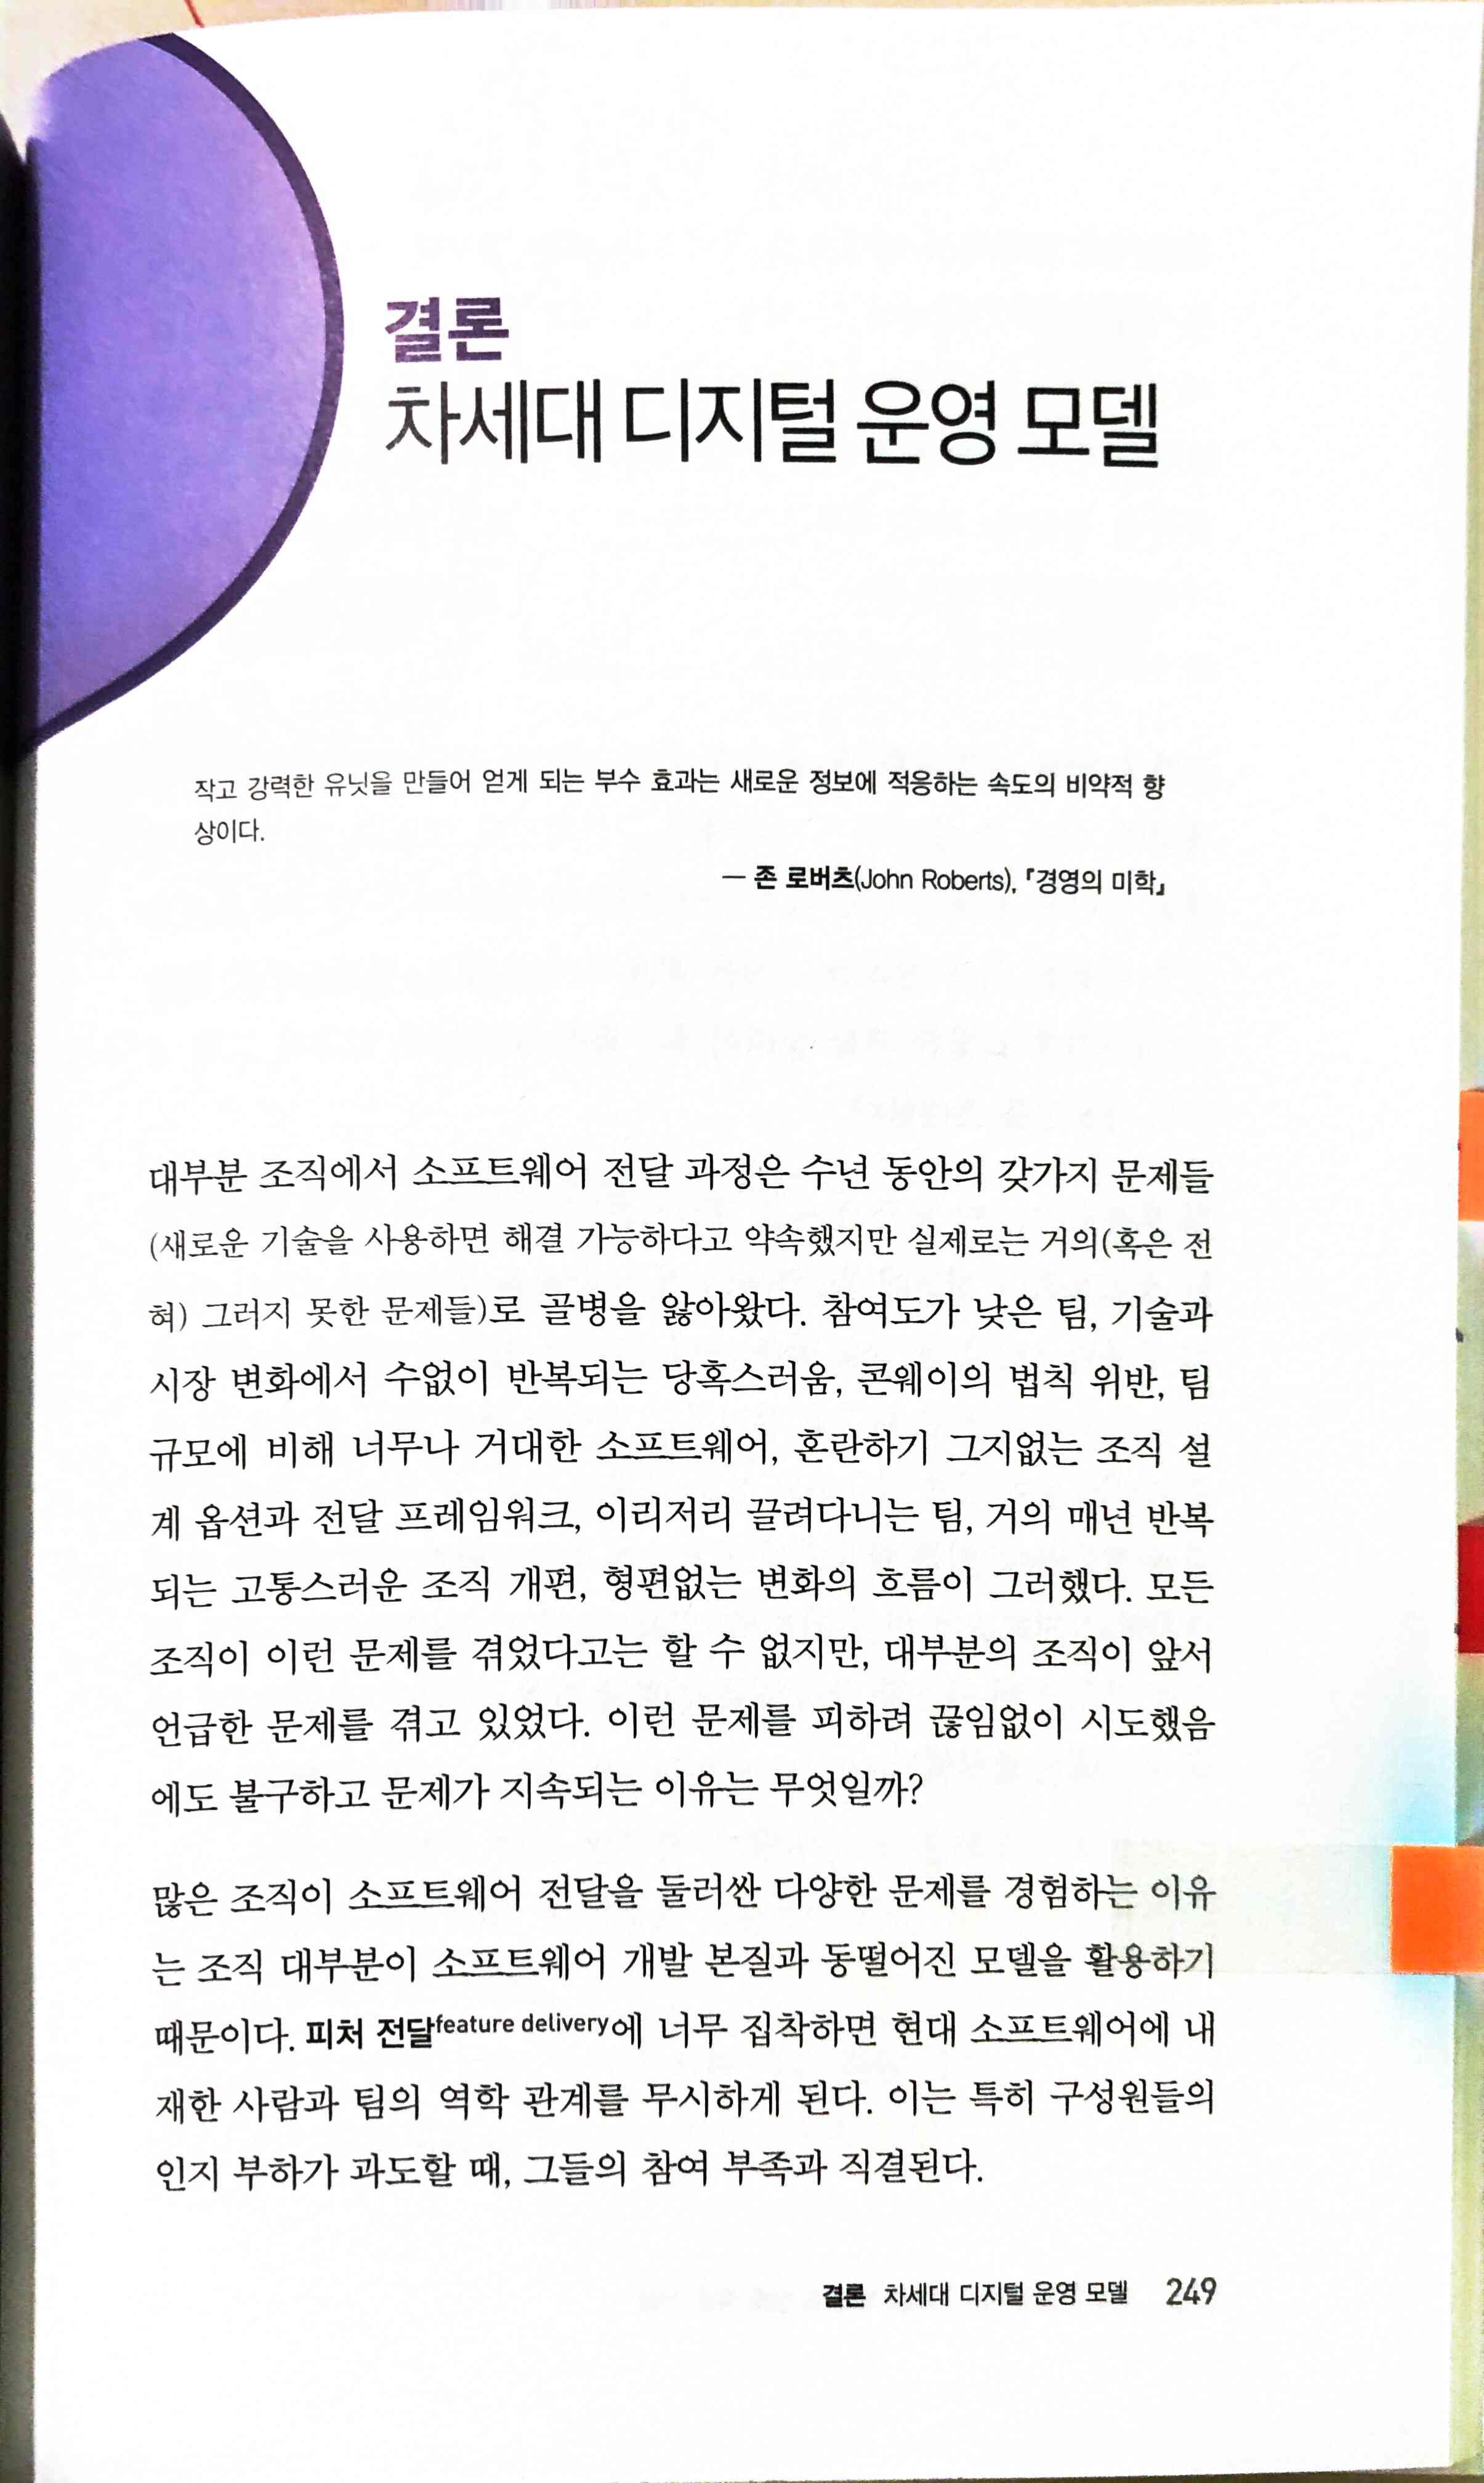 결론
차세대 디지털 운영 모델
작고 강력한 유닛을 만들어 얻게 되는 부수 효과는 새로운 정보에 적응하는 속도의 비약적 향
상이다.
— 존 로버츠(John Roberts), 『경영의 미학』
대부분 조직에서 소프트웨어 전달 과정은 수년 동안의 갖가지 문제들
(새로운 기술을 사용하면 해결 가능하다고 약속했지만 실제로는 거의(혹은 전
혀) 그러지 못한 문제들)로 골병을 앓아왔다. 참여도가 낮은 팀, 기술과
시장 변화에서 수없이 반복되는 당혹스러움, 콘웨이의 법칙 위반, 팀
규모에 비해 너무나 거대한 소프트웨어, 혼란하기 그지없는 조직 설
계 옵션과 전달 프레임워크, 이리저리 끌려다니는 팀, 거의 매년 반복
되는 고통스러운 조직 개편, 형편없는 변화의 흐름이 그러했다. 모든
조직이 이런 문제를 겪었다고는 할 수 없지만, 대부분의 조직이 앞서
언급한 문제를 겪고 있었다. 이런 문제를 피하려 끊임없이 시도했음
에도 불구하고 문제가 지속되는 이유는 무엇일까?
많은 조직이 소프트웨어 전달을 둘러싼 다양한 문제를 경험하는 이유
는 조직 대부분이 소프트웨어 개발 본질과 동떨어진 모델을 활용하기
때문이다. 피처 전달feature delivery에 너무 집착하면 현대 소프트웨어에 내
재한 사람과 팀의 역학 관계를 무시하게 된다. 이는 특히 구성원들의
인지 부하가 과도할 때, 그들의 참여 부족과 직결된다.
결론 차세대 디지털 운영 모델 249